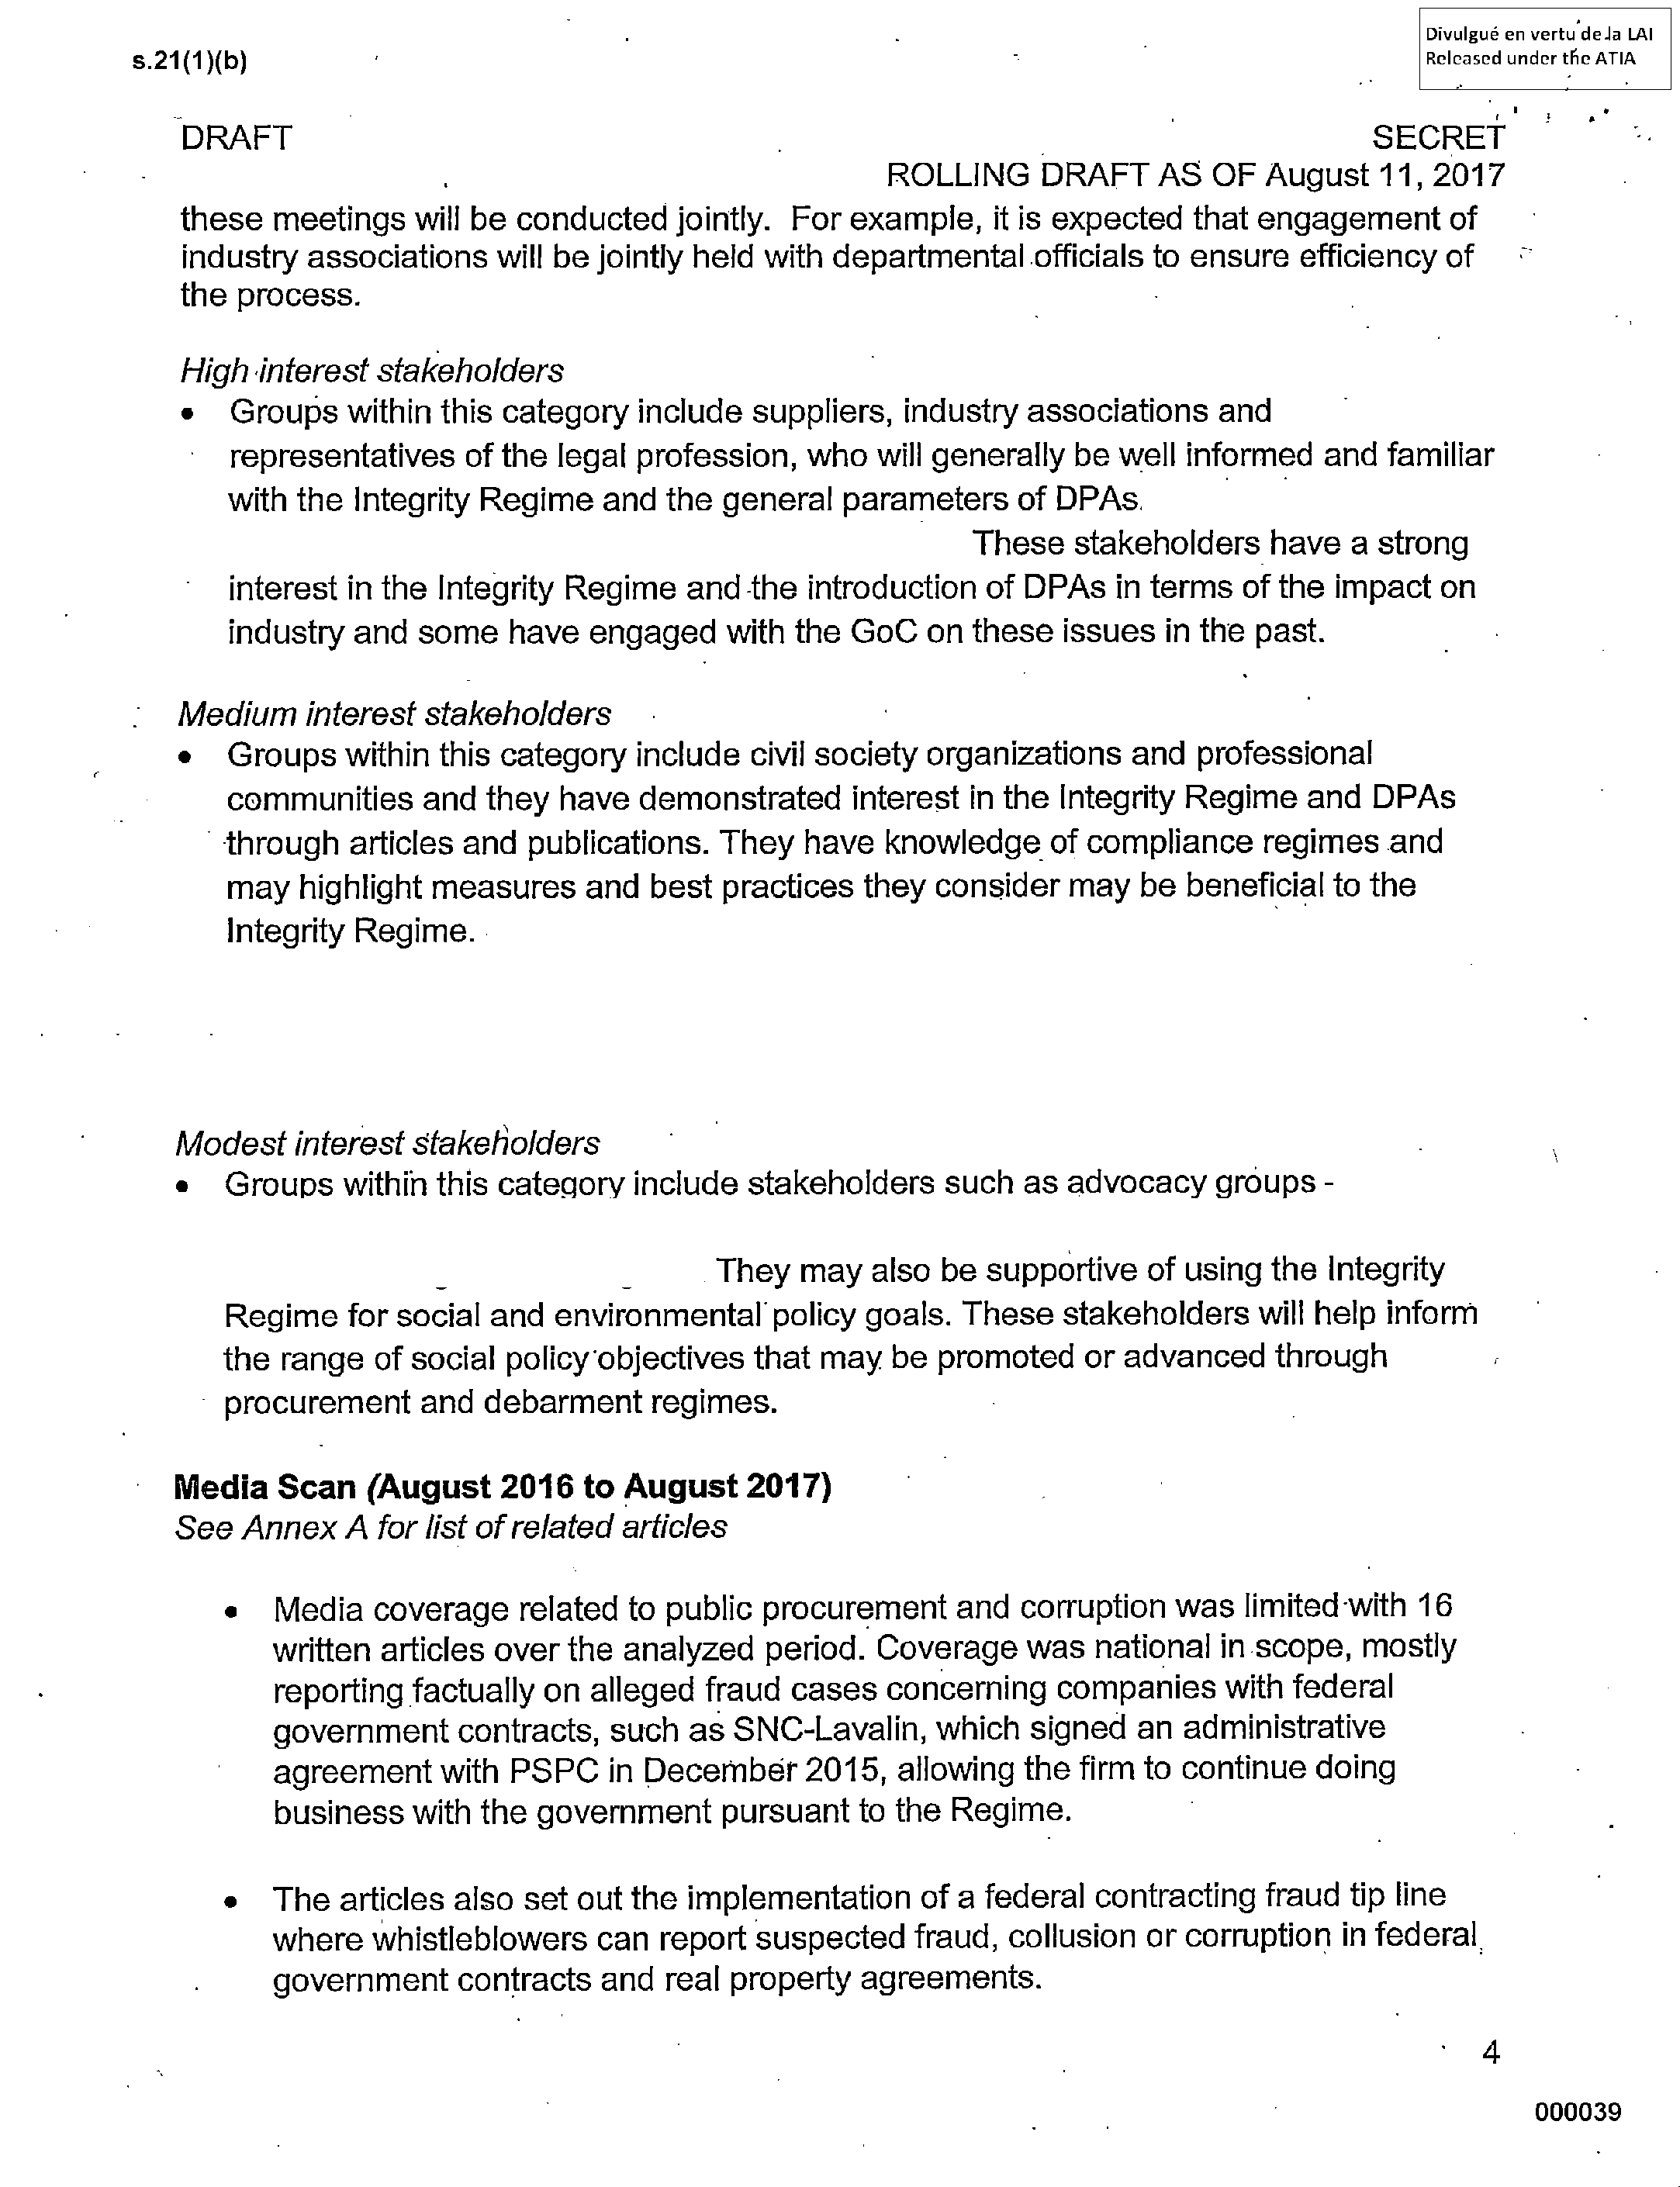 Divulgué en vertu de la LAI
Released under the ATIA
s.21(1)(b)
DRAFT
SECRET
ROLLING DRAFT AS OF August 11, 2017
these meetings will be conducted jointly. For example, it is expected that engagement of
industry associations will be jointly held with departmental officials to ensure efficiency of
the process.
High interest stakeholders
• Groups within this category include suppliers, industry associations and
representatives of the legal profession, who will generally be well informed and familiar
with the Integrity Regime and the general parameters of DPAs.
These stakeholders have a strong
interest in the Integrity Regime and the introduction of DPAs in terms of the impact on
industry and some have engaged with the GoC on these issues in the past.
Medium interest stakeholders
• Groups within this category include civil society organizations and professional
communities and they have demonstrated interest in the Integrity Regime and DPAs
through articles and publications. They have knowledge of compliance regimes and
may highlight measures and best practices they consider may be beneficial to the
Integrity Regime.
Modest interest stakeholders
• Groups within this category include stakeholders such as advocacy groups -
They may also be supportive of using the Integrity
Regime for social and environmental policy goals. These stakeholders will help inform
the range of social policy objectives that may be promoted or advanced through
procurement and debarment regimes.
Media Scan (August 2016 to August 2017)
See Annex A for list of related articles
• Media coverage related to public procurement and corruption was limited with 16
written articles over the analyzed period. Coverage was national in scope, mostly
reporting factually on alleged fraud cases concerning companies with federal
government contracts, such as SNC-Lavalin, which signed an administrative
agreement with PSPC in December 2015, allowing the firm to continue doing
business with the government pursuant to the Regime.
• The articles also set out the implementation of a federal contracting fraud tip line
where whistleblowers can report suspected fraud, collusion or corruption in federal
government contracts and real property agreements.
4
000039